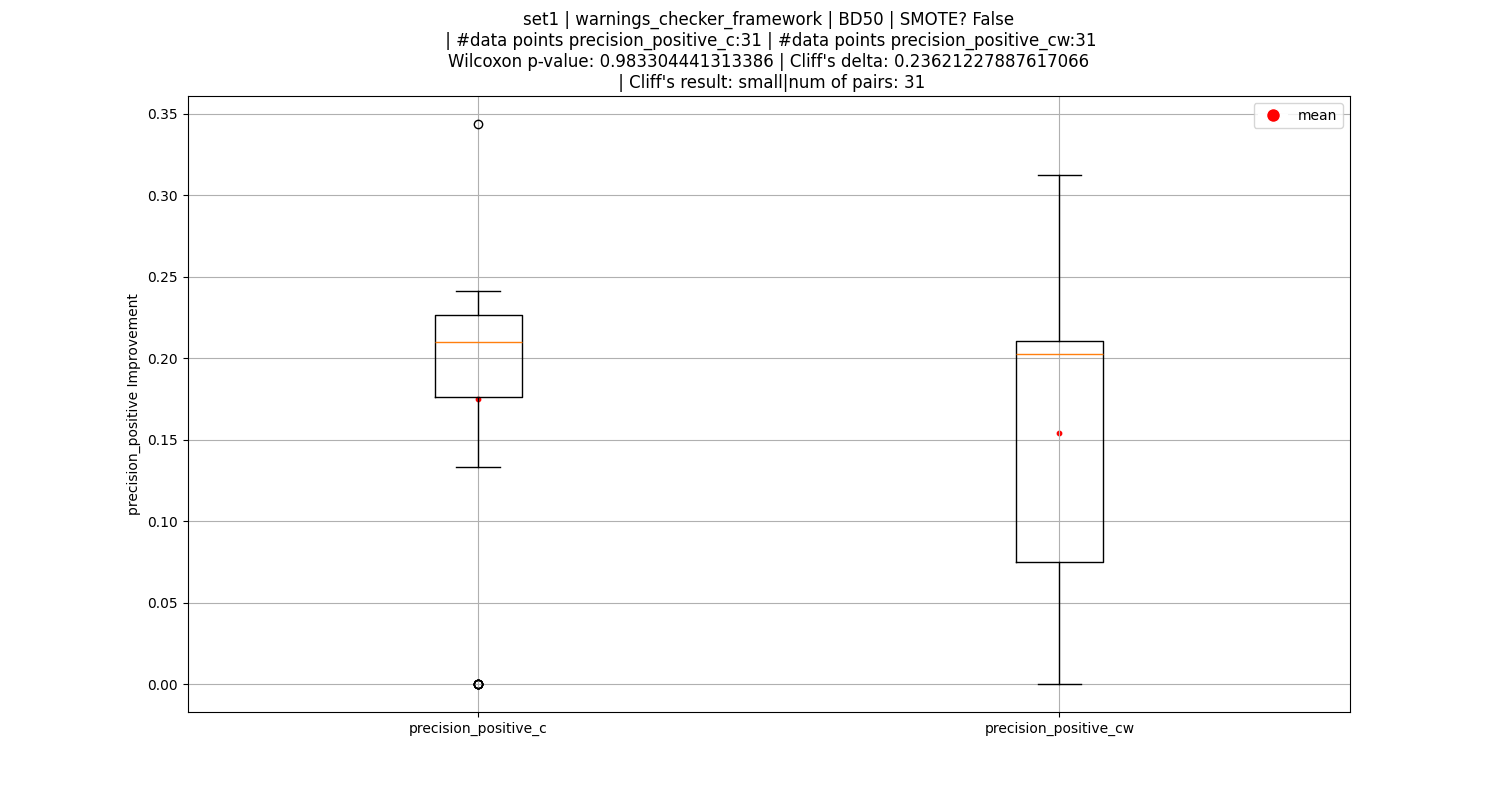 set1 | warnings_checker_framework | BD50 | SMOTE? False
| #data points precision_positive_c:31 | #data points precision_positive_cw:31
Wilcoxon p-value: 0.983304441313386 | Cliff's delta: 0.23621227887617066
| Cliff's result: small|num of pairs: 31
mean
precision_positive Improvement
0.35
0.30
0.25
0.20
0.15
0.10
0.05
0.00
precision_positive_c
precision_positive_cw